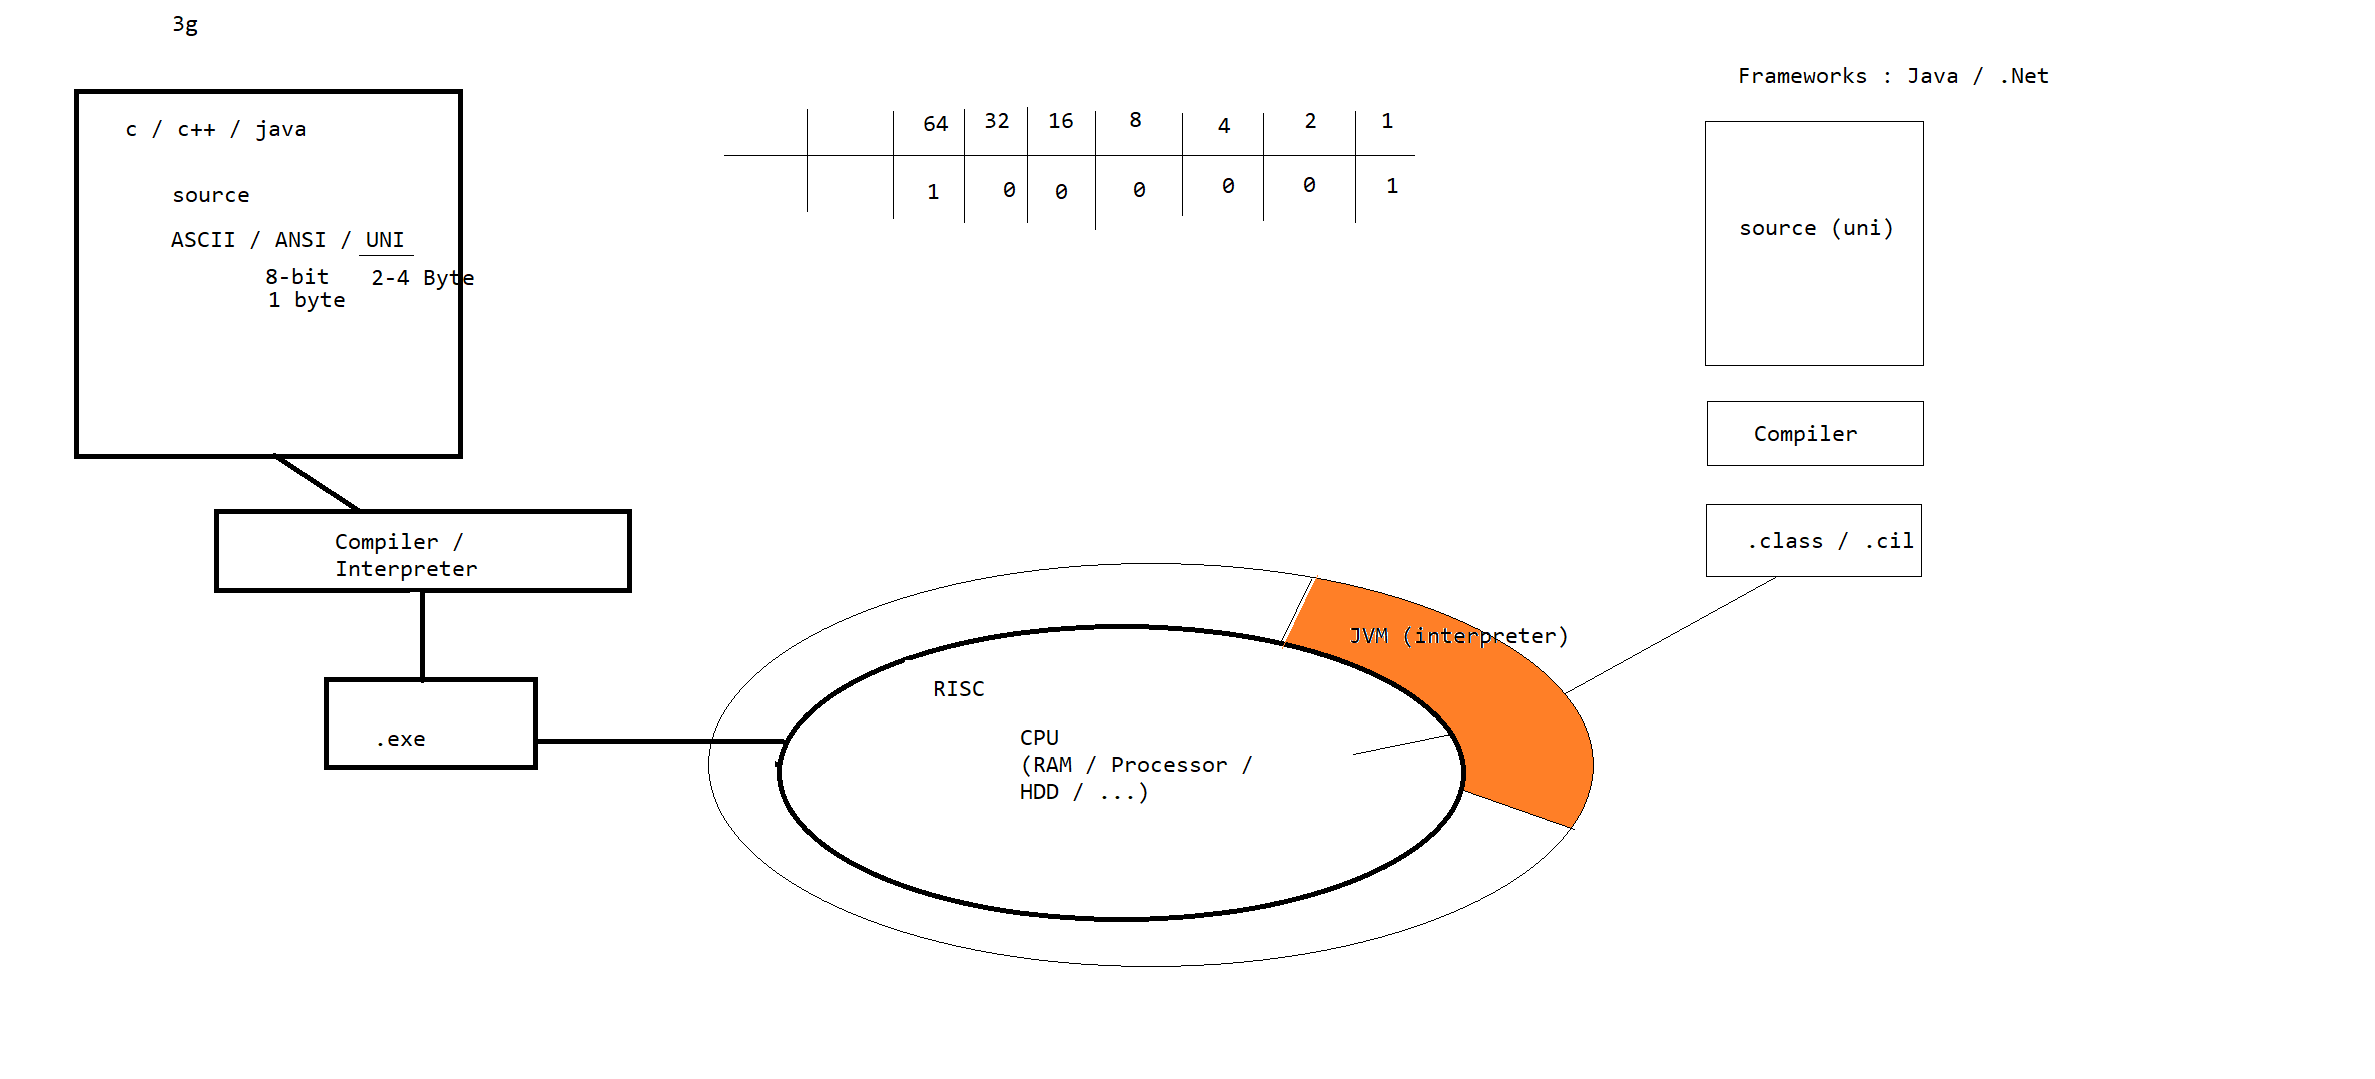 3g
c / c++ / java
source
ASCII / ANSI / UNI
8-bit 2-4 Byte
1 byte
Compiler /
Interpreter
.exe
64 32 16 8 4 2 1
1 0 0 0 0 0 1
RISC
CPU
(RAM / Processor /
HDD / ...)
JVM (interpreter)
Frameworks : Java / .Net
source (uni)
Compiler
.class / .cil